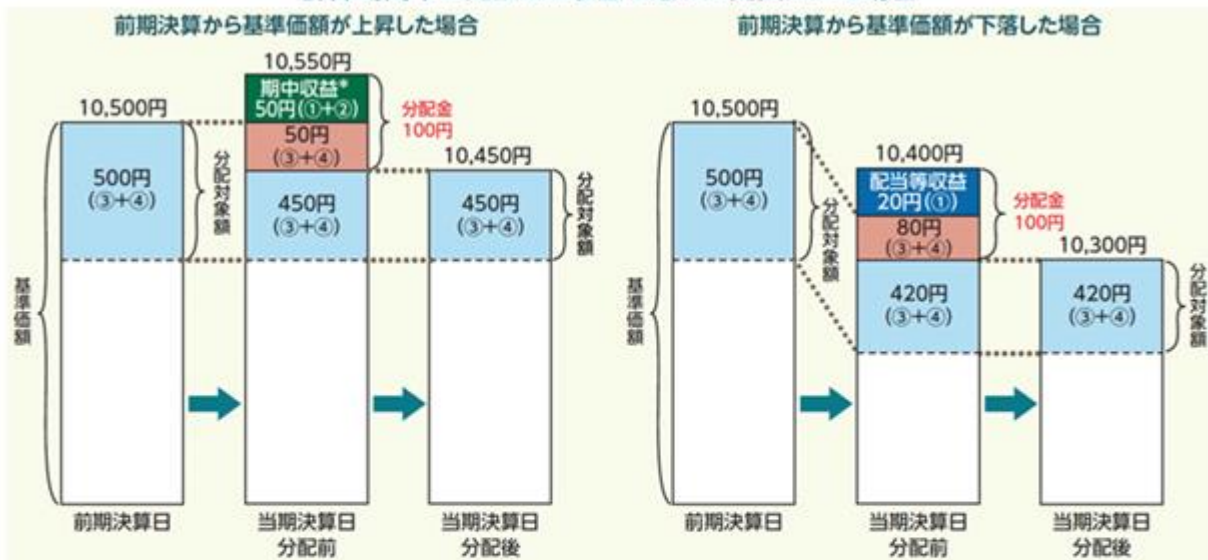 前期決算から基準価額が上昇した場合
10,550円
期中収益*
50円(①+②)
10,500円
50円
(③+④)
分配金
100円
10,450円
500円
(③+④)
分配対象額
450円
(③+④)
450円
(③+④)
分配対象額
基準価額
前期決算日
当期決算日
分配前
当期決算日
分配後
前期決算から基準価額が下落した場合
10,500円
10,400円
500円
(③+④)
分配対象額
配当等収益
20円(①)
80円
(③+④)
分配金
100円
10,300円
420円
(③+④)
420円
(③+④)
分配対象額
基準価額
前期決算日
当期決算日
分配前
当期決算日
分配後